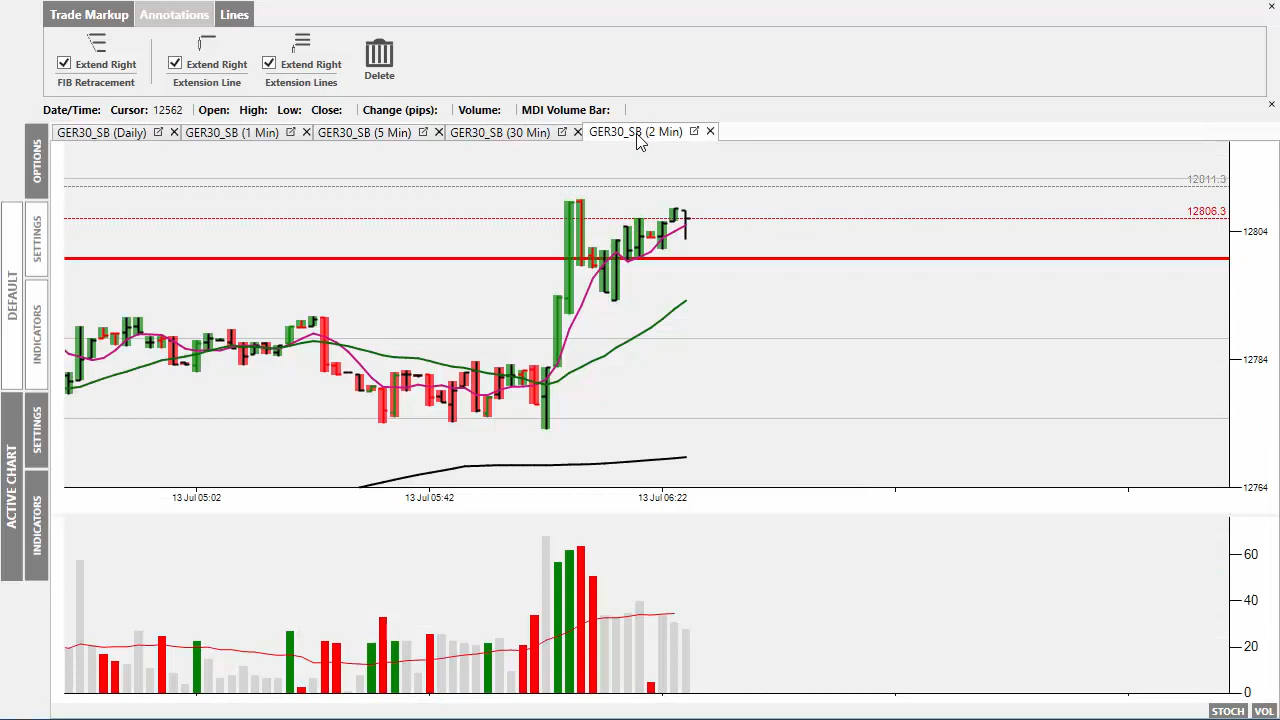 Trade Markup Annotations Lines
Extend Right Extend Right Extend Right
FIB Retracement Extension Line Extension Lines Delete
Date/Time: Cursor: 12562 Open: High: Low: Close: Change (pips): Volume: MDI Volume Bar:
GER30_SB (Daily) GER30_SB (1 Min) GER30_SB (5 Min) GER30_SB (30 Min) GER30_SB (2 Min)
OPTIONS
DEFAULT
SETTINGS
INDICATORS
ACTIVE CHART
SETTINGS
INDICATORS
12806.3
12804
12784
12764
13 Jul 05:02 13 Jul 05:42 13 Jul 06:22
60
40
20
0
STOCH VOL